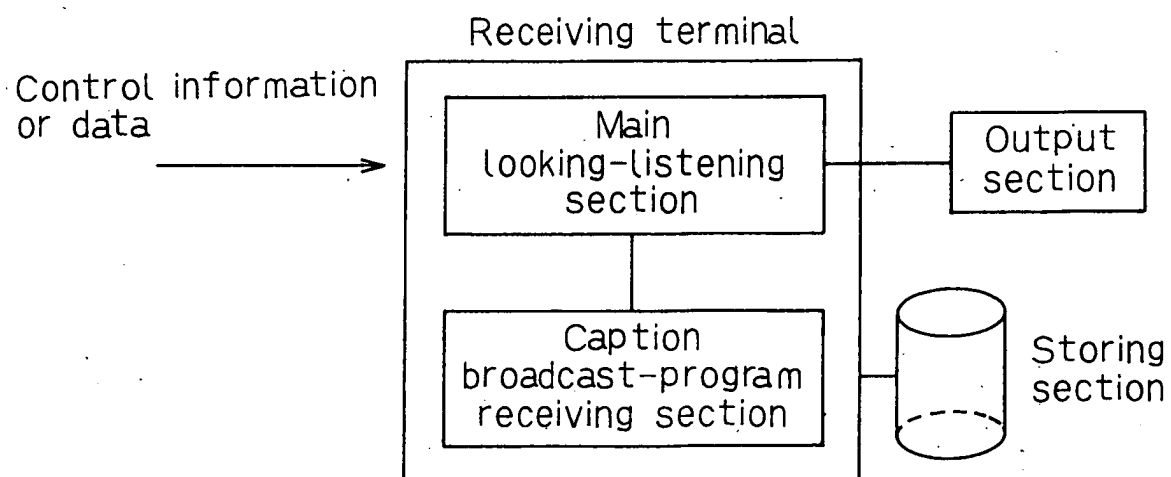 Receiving terminal
Control information
or data
Main
looking-listening
section
Output
section
Caption
broadcast-program
receiving section
Storing
section